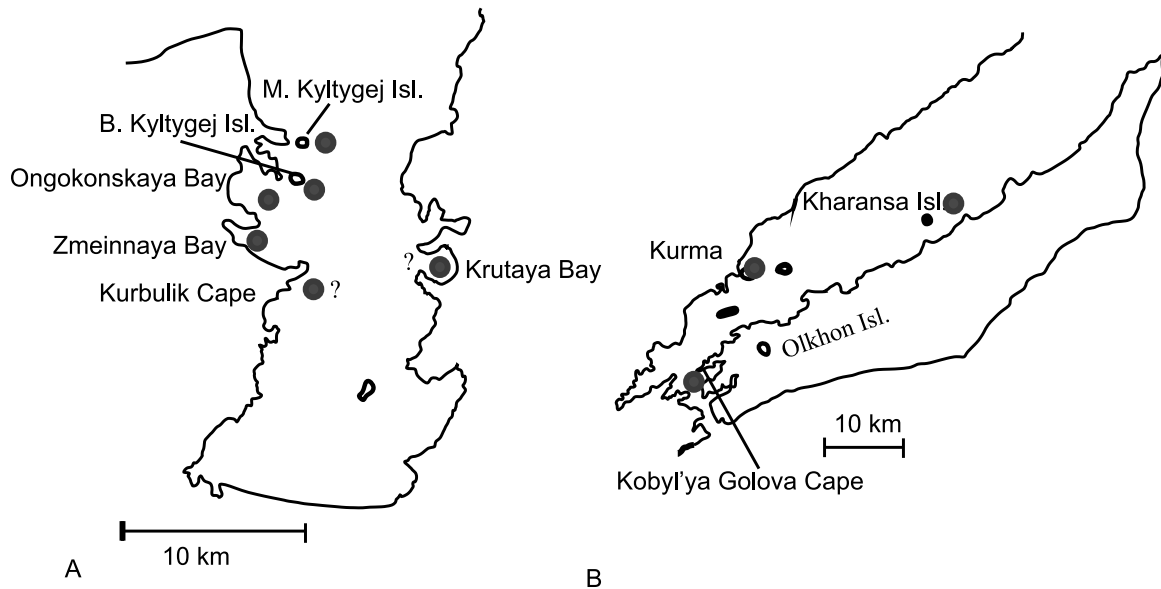 M. Kyltygej Isl.
B. Kyltygej Isl.
Ongokonskaya Bay
Zmeinnaya Bay
Kurbulik Cape
?
?
Krutaya Bay
10 km
A
Kharansa Isl.
Kurma
Olkhon Isl.
10 km
Kobyl'ya Golova Cape
B